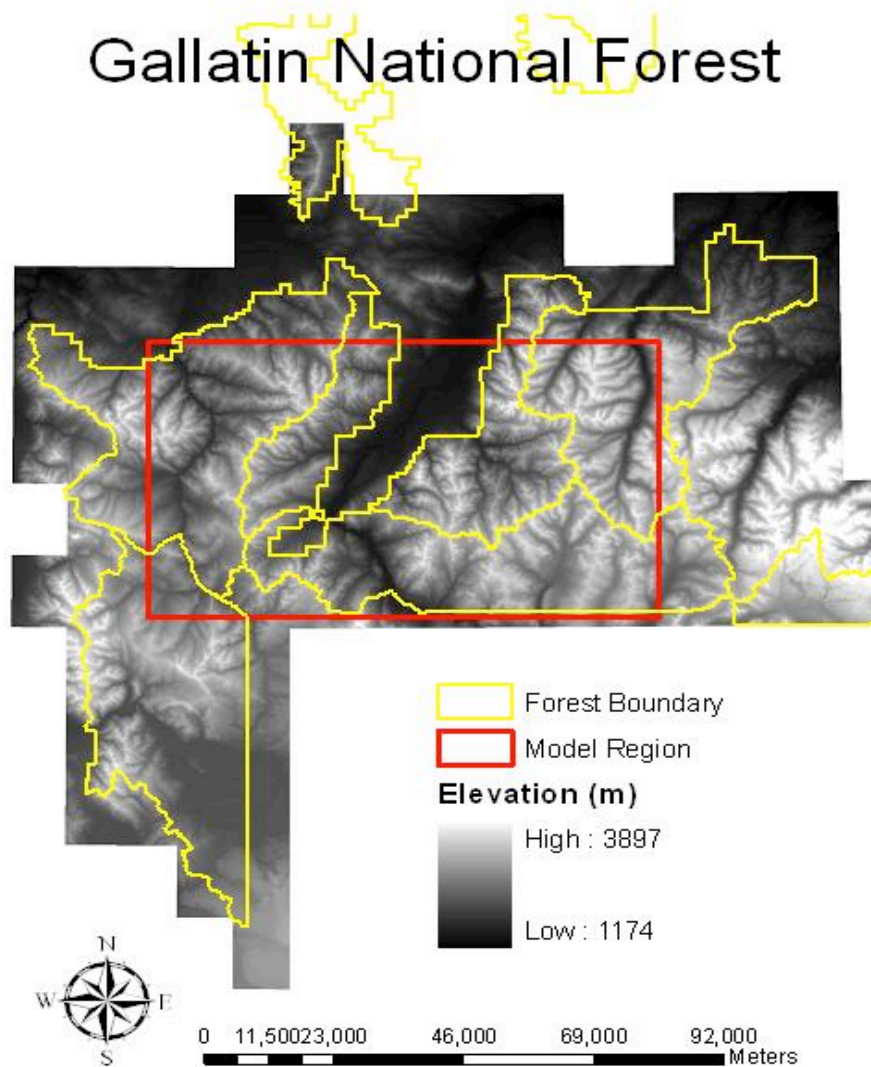 Gallatin National Forest
Forest Boundary
Model Region
Elevation (m)
High : 3897
Low : 1174
N
W E
S
0 11,50023,000 46,000 69,000 92,000
Meters